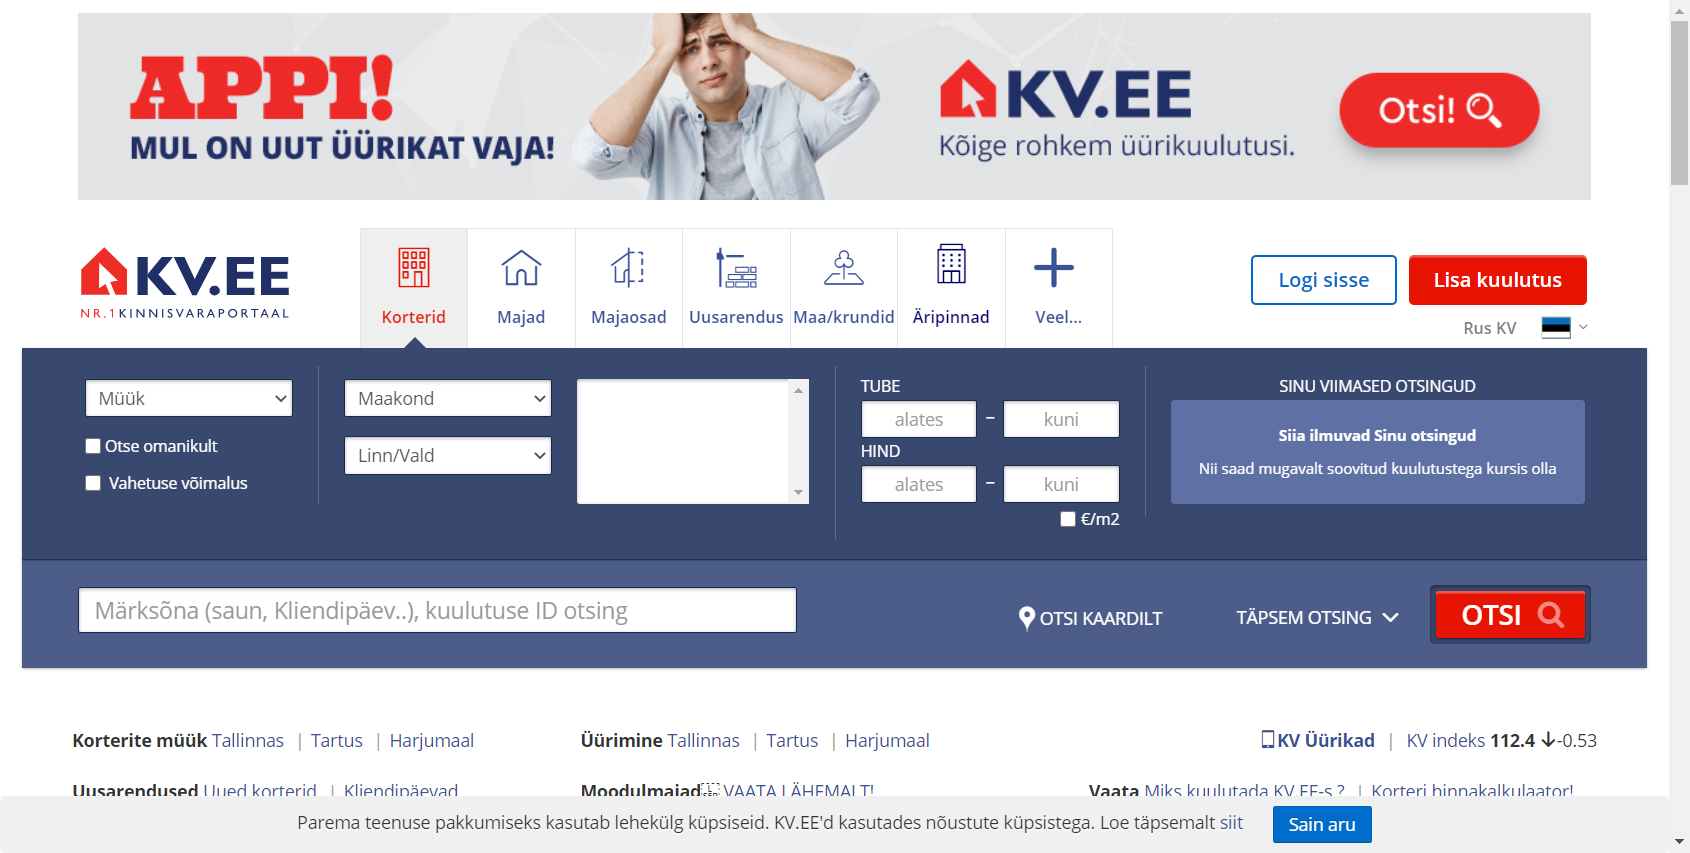 APPI!
MUL ON UUT ÜÜRIKAT VAJA!
KV.EE
Kõige rohkem üürikuulutusi.
Otsi!
KV.EE
NR.1 KINNISVARAPORTAAL
Korterid
Majad
Majaosad
Uusarendus
Maa/krundid
Äripinnad
Veel...
Logi sisse
Lisa kuulutus
Rus KV
Müük
Otse omanikult
Vahetuse võimalus
Maakond
Linn/Vald
TUBE
alates – kuni
HIND
alates – kuni
€/m2
SINU VIIMASED OTSINGUD
Siia ilmuvad Sinu otsingud
Nii saad mugavalt soovitud kuulutustega kursis olla
Märksõna (saun, Kliendipäev..), kuulutuse ID otsing
OTSI KAARDILT
TÄPSEM OTSING
OTSI
Korterite müük Tallinnas | Tartus | Harjumaal
Üürimine Tallinnas | Tartus | Harjumaal
KV Üürikad | KV indeks 112.4 -0.53
Uusarendused Uued korterid | Kliendipäevad
Moodulmajad VAATA LÄHEMALT!
Vaata Miks kuulutada KV.EE-s ? | Korteri hinnakalkulaator!
Parema teenuse pakkumiseks kasutab lehekülg küpsiseid. KV.EE'd kasutades nõustute küpsistega. Loe täpsemalt siit
Sain aru